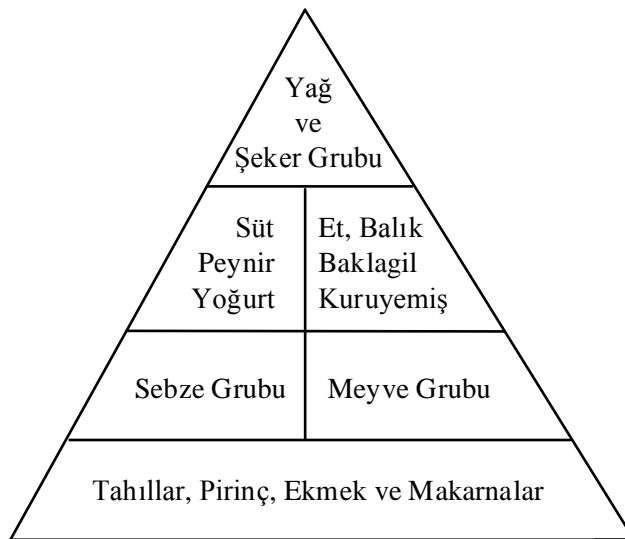 Yağ
ve
Şeker Grubu
Süt
Peynir
Yoğurt
Et, Balık
Baklagil
Kuruyemiş
Sebze Grubu
Meyve Grubu
Tahıllar, Pirinç, Ekmek ve Makarnalar